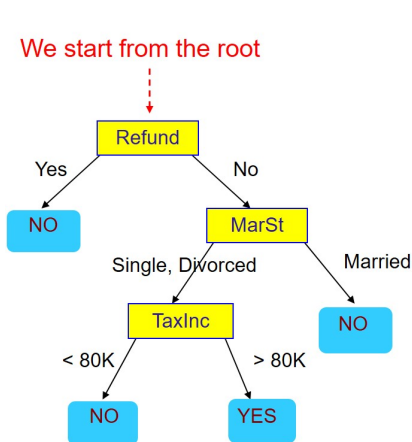 We start from the root
Refund
Yes
No
NO
MarSt
Single, Divorced
Married
TaxInc
NO
< 80K
> 80K
NO
YES